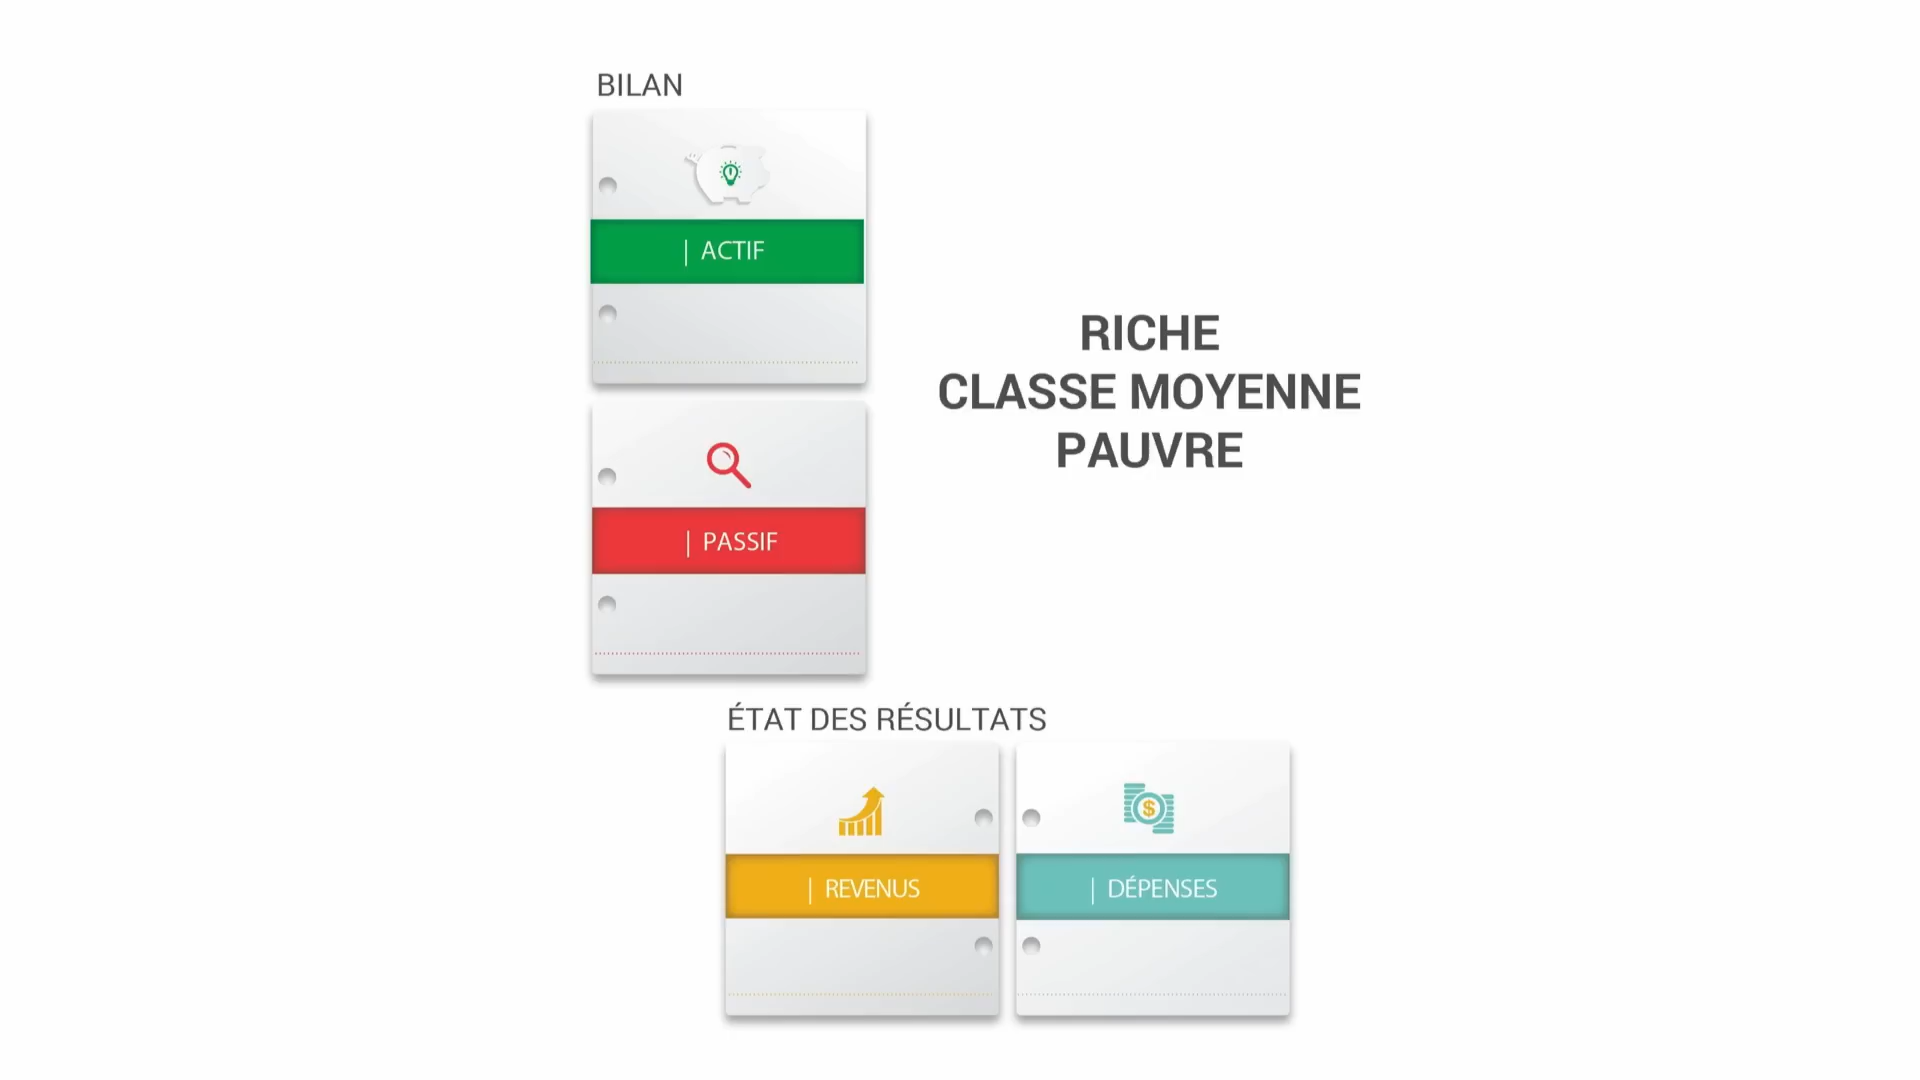 BILAN
| ACTIF
RICHE
CLASSE MOYENNE
PAUVRE
| PASSIF
ÉTAT DES RÉSULTATS
| REVENUS
| DÉPENSES
$